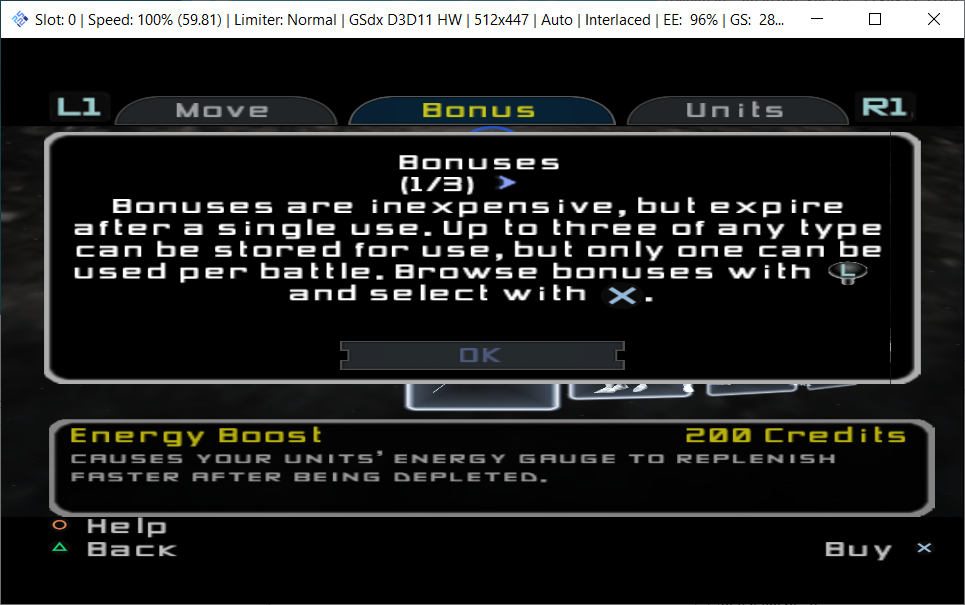 Slot: 0 | Speed: 100% (59.81) | Limiter: Normal | GSdx D3D11 HW | 512x447 | Auto | Interlaced | EE: 96% | GS: 28...
L1 Move Bonus Units R1
Bonuses
(1/3)
Bonuses are inexpensive, but expire
after a single use. Up to three of any type
can be stored for use, but only one can be
used per battle. Browse bonuses with L
and select with X.
OK
Energy Boost 200 Credits
CAUSES YOUR UNITS' ENERGY GAUGE TO REPLENISH
FASTER AFTER BEING DEPLETED.
Help
Back Buy